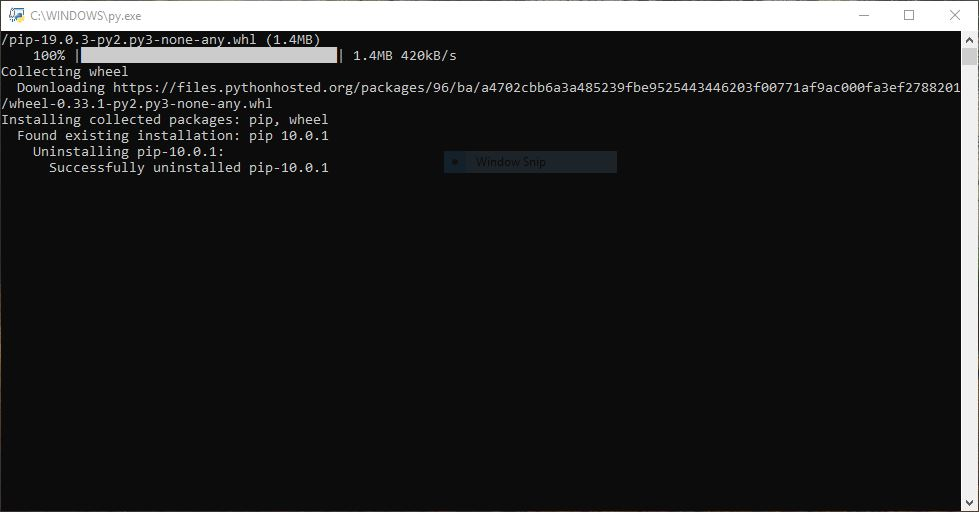 C:\WINDOWS\py.exe
/pip-19.0.3-py2.py3-none-any.whl (1.4MB)
    100% |████████████████████████████████| 1.4MB 420kB/s
Collecting wheel
  Downloading https://files.pythonhosted.org/packages/96/ba/a4702cbb6a3a485239fbe9525443446203f00771af9ac000fa3ef2788201
/wheel-0.33.1-py2.py3-none-any.whl
Installing collected packages: pip, wheel
  Found existing installation: pip 10.0.1
    Uninstalling pip-10.0.1:
      Successfully uninstalled pip-10.0.1
Window Snip